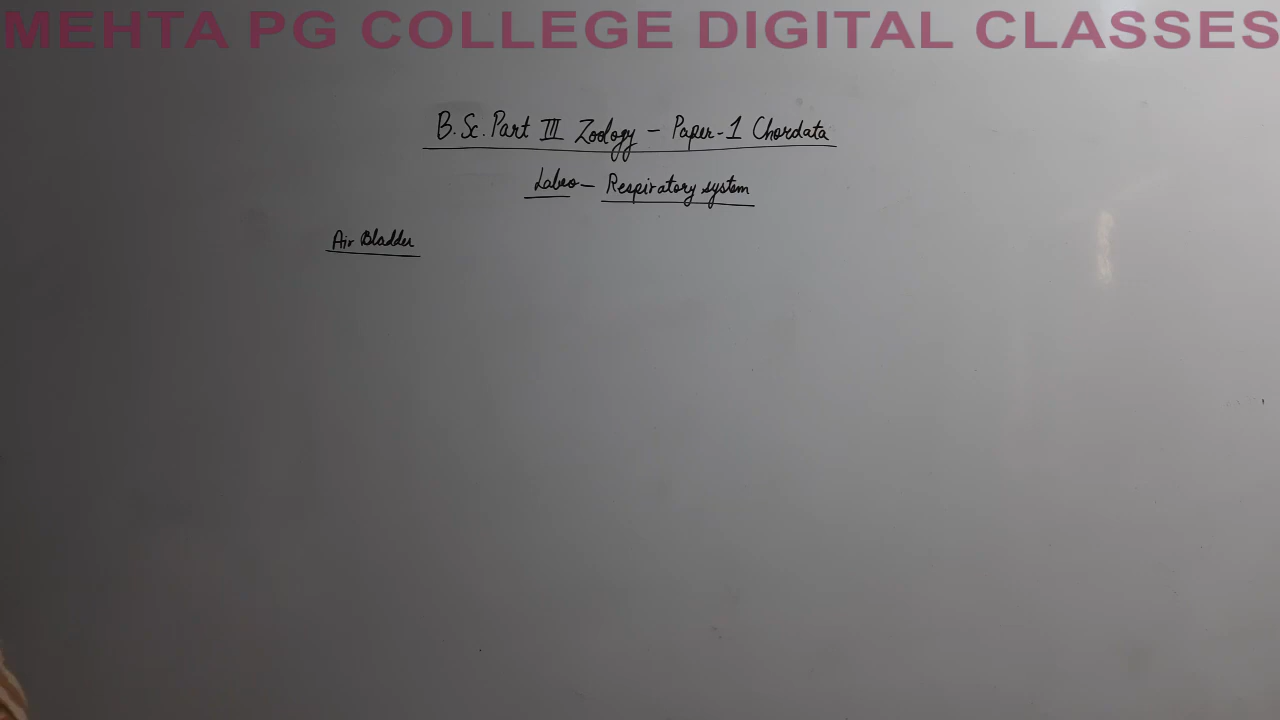 MEHTA PG COLLEGE DIGITAL CLASSES
B.Sc. Part III Zoology - Paper-1 Chordata
Labeo - Respiratory system
Air Bladder